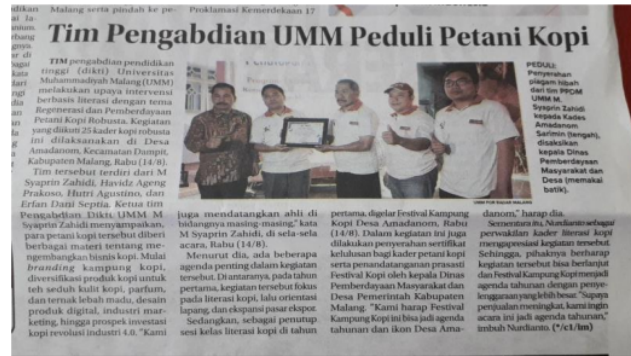 Malang serta pindah ke pe-
Proklamasi Kemerdekaan 17
Tim Pengabdian UMM Peduli Petani Kopi
TIM pengabdian pendidikan
tinggi (dikti) Universitas
Muhammadiyah Malang (UMM)
melakukan upaya intervensi
berbasis literasi dengan tema
Regenerasi dan Pemberdayaan
Petani Kopi Robusta. Kegiatan
yang diikuti 25 kader kopi robusta
ini dilaksanakan di Desa
Amadanom, Kecamatan Dampit,
Kabupaten Malang, Rabu (14/8).
Tim tersebut terdiri dari M
Syaprin Zahidi, Havidz Ageng
Prakoso, Hutri Agustino, dan
Erfan Dani Septia. Ketua tim
Pengabdian Dikti UMM M
Syaprin Zahidi menyampaikan,
para petani kopi tersebut diberi
berbagai materi tentang me-
ngembangkan bisnis kopi. Mulai
branding kampung kopi,
diversifikasi produk kopi untuk
teh seduh kulit kopi, parfum,
dan ternak lebah madu, desain
produk digital, industri mar-
keting, hingga prospek investasi
kopi revolusi industri 4.0. "Kami
PEDULI:
Penyerahan
piagam hibah
dari tim PPDM
UMM M.
Syaprin Zahidi
kepada Kades
Amadanom
Sarimin (tengah),
disaksikan
kepala Dinas
Pemberdayaan
Masyarakat dan
Desa (memakai
batik).
UMM FOR RADAR MALANG
juga mendatangkan ahli di
bidangnya masing-masing," kata
M Syaprin Zahidi, di sela-sela
acara, Rabu (14/8).
Menurut dia, ada beberapa
agenda penting dalam kegiatan
tersebut. Di antaranya, pada tahun
pertama, kegiatan tersebut fokus
pada literasi kopi, lalu orientasi
lapang, dan ekspansi pasar ekspor.
Sedangkan, sebagai penutup
sesi kelas literasi kopi di tahun
pertama, digelar Festival Kampung
Kopi Desa Amadanom, Rabu
(14/8). Dalam kegiatan ini juga
dilakukan penyerahan sertifikat
kelulusan bagi kader petani kopi
serta penandatanganan prasasti
Festival Kopi oleh kepala Dinas
Pemberdayaan Masyarakat dan
Desa Pemerintah Kabupaten
Malang. "Kami harap Festival
Kampung Kopi ini bisa jadi agenda
tahunan dan ikon Desa Ama-
danom," harap dia.
Sementara itu, Nurdianto sebagai
perwakilan kader literasi kopi
mengapresiasi kegiatan tersebut.
Sehingga, pihaknya berharap
kegiatan tersebut bisa berlanjut
dan Festival Kampung Kopi menjadi
agenda tahunan dengan penye-
lenggaraan yang lebih besar. "Supaya
penjualan meningkat, kami ingin
acara ini jadi agenda tahunan,"
imbuh Nurdianto. (*/c1/lm)